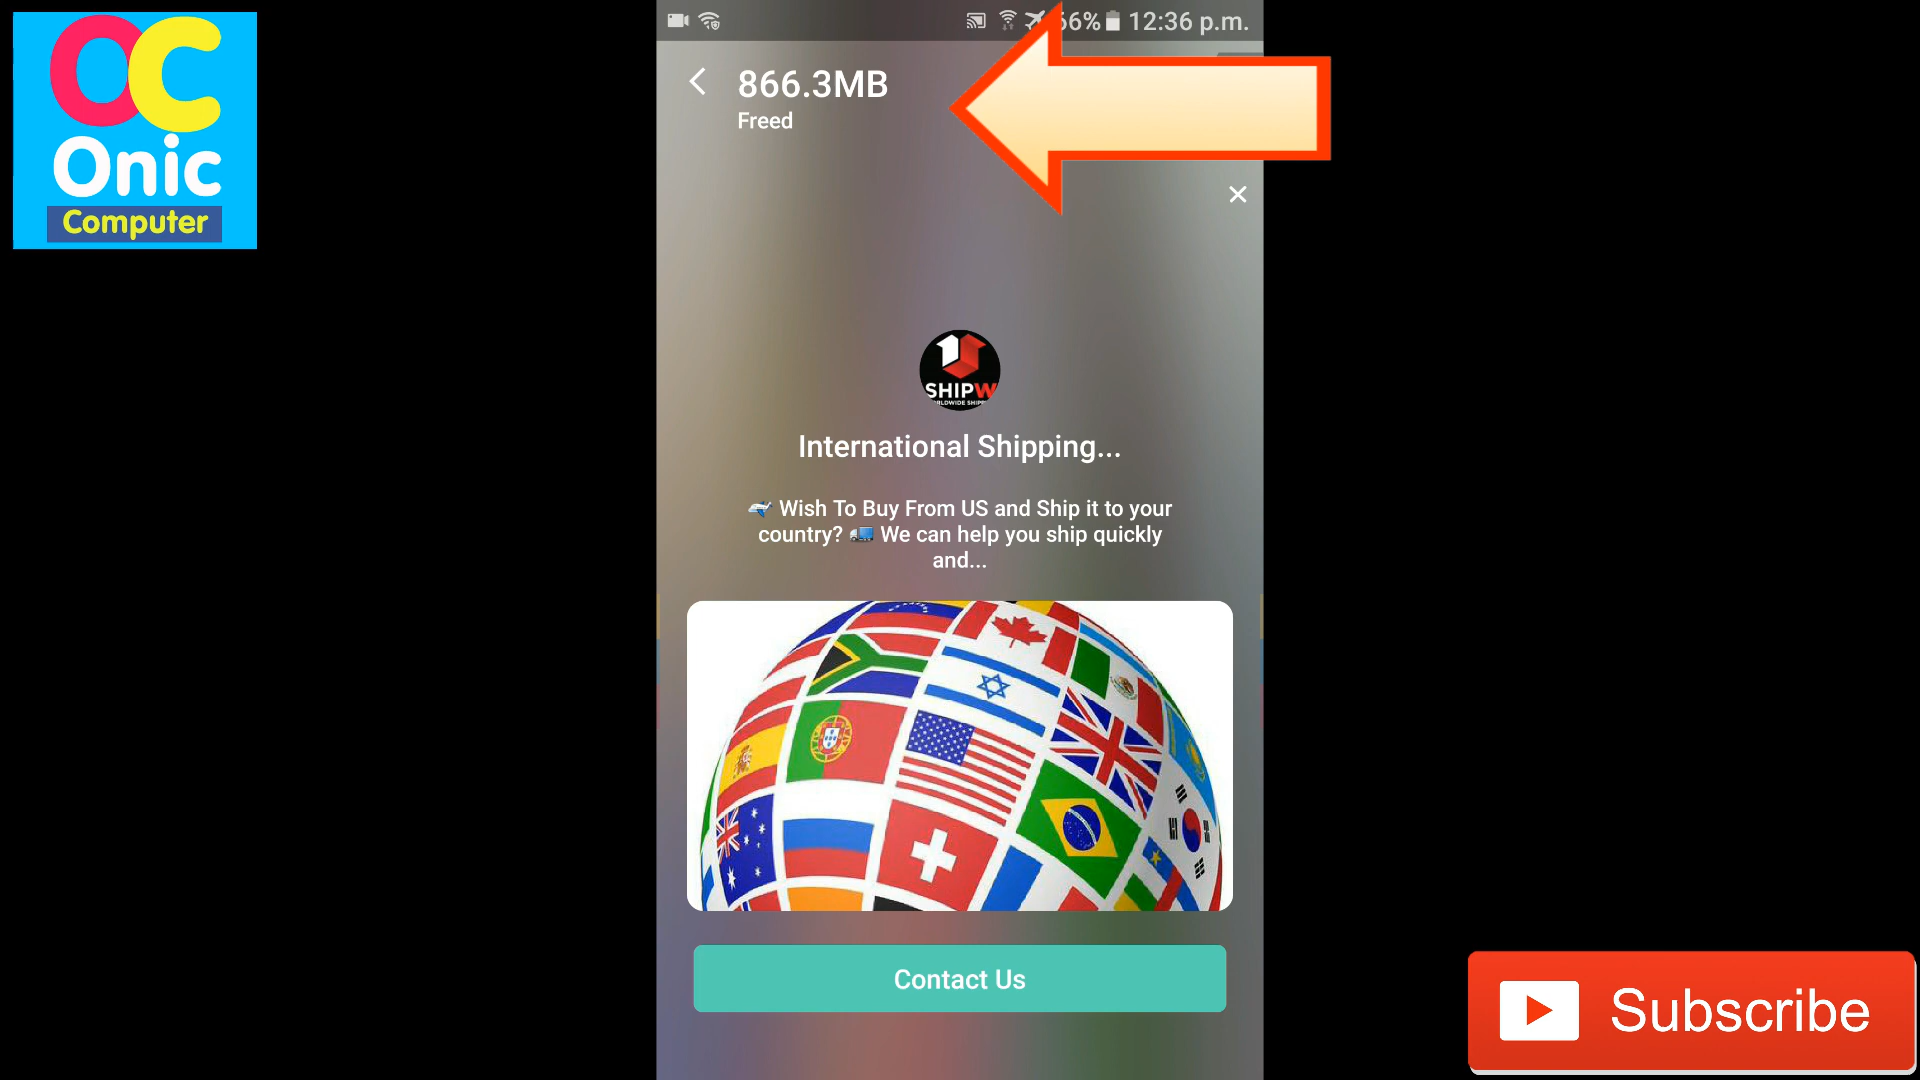 OC
Onic
Computer
66% 12:36 p.m.
866.3MB
Freed
SHIPW
International Shipping...
Wish To Buy From US and Ship it to your
country? We can help you ship quickly
and...
Contact Us
Subscribe